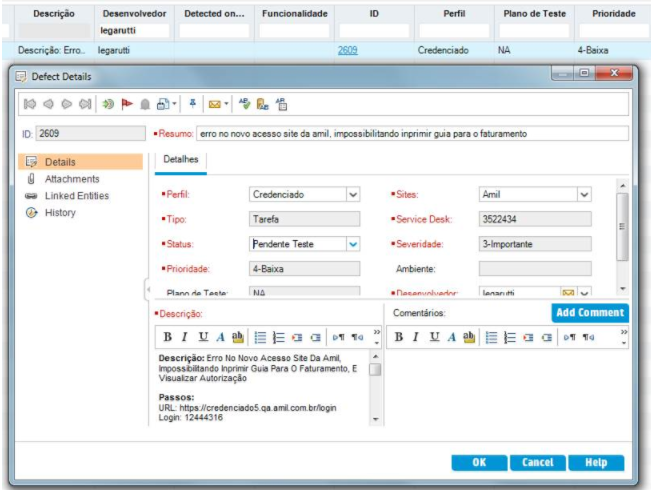 Descrição Desenvolvedor Detected on... Funcionalidade ID Perfil Plano de Teste Prioridade
legarutti
Descrição: Erro... legarutti 2609 Credenciado NA 4-Baixa
Defect Details
ID: 2609 Resumo: erro no novo acesso site da amil, impossibilitando inprimir guia para o faturamento
Details
Attachments
Linked Entities
History
Detalhes
Perfil: Credenciado Sites: Amil
Tipo: Tarefa Service Desk: 3522434
Status: Pendente Teste Severidade: 3-Importante
Prioridade: 4-Baixa Ambiente:
Plano de Teste: NA Desenvolvedor: legarutti
Descrição: Comentários: Add Comment
B I U A ab B I U A ab
Descrição: Erro No Novo Acesso Site Da Amil,
Impossibilitando Inprimir Guia Para O Faturamento, E
Visualizar Autorização
Passos:
URL: https://credenciado5.qa.amil.com.br/login
Login: 12444316
OK Cancel Help